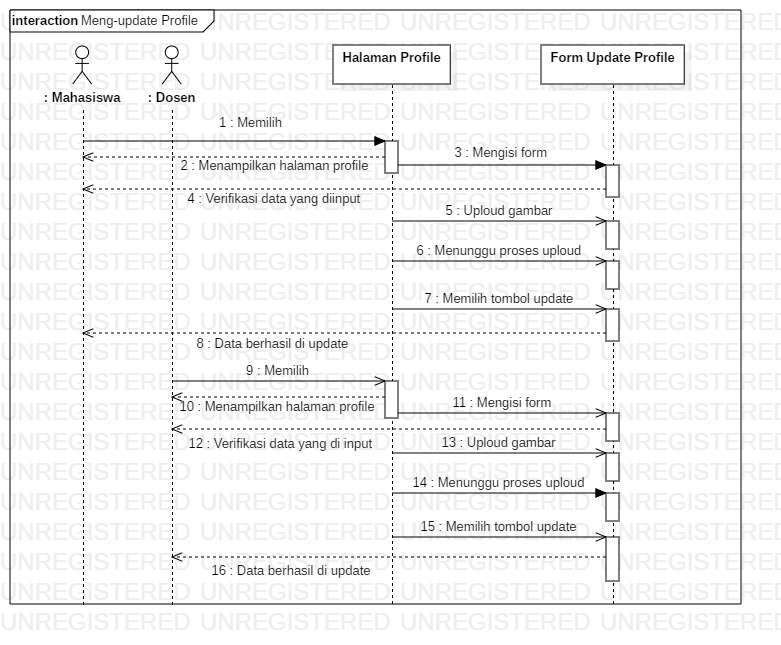 interaction Meng-update Profile
: Mahasiswa
: Dosen
Halaman Profile
Form Update Profile
1 : Memilih
2 : Menampilkan halaman profile
3 : Mengisi form
4 : Verifikasi data yang diinput
5 : Uploud gambar
6 : Menunggu proses uploud
7 : Memilih tombol update
8 : Data berhasil di update
9 : Memilih
10 : Menampilkan halaman profile
11 : Mengisi form
12 : Verifikasi data yang di input
13 : Uploud gambar
14 : Menunggu proses uploud
15 : Memilih tombol update
16 : Data berhasil di update
UNREGISTERED